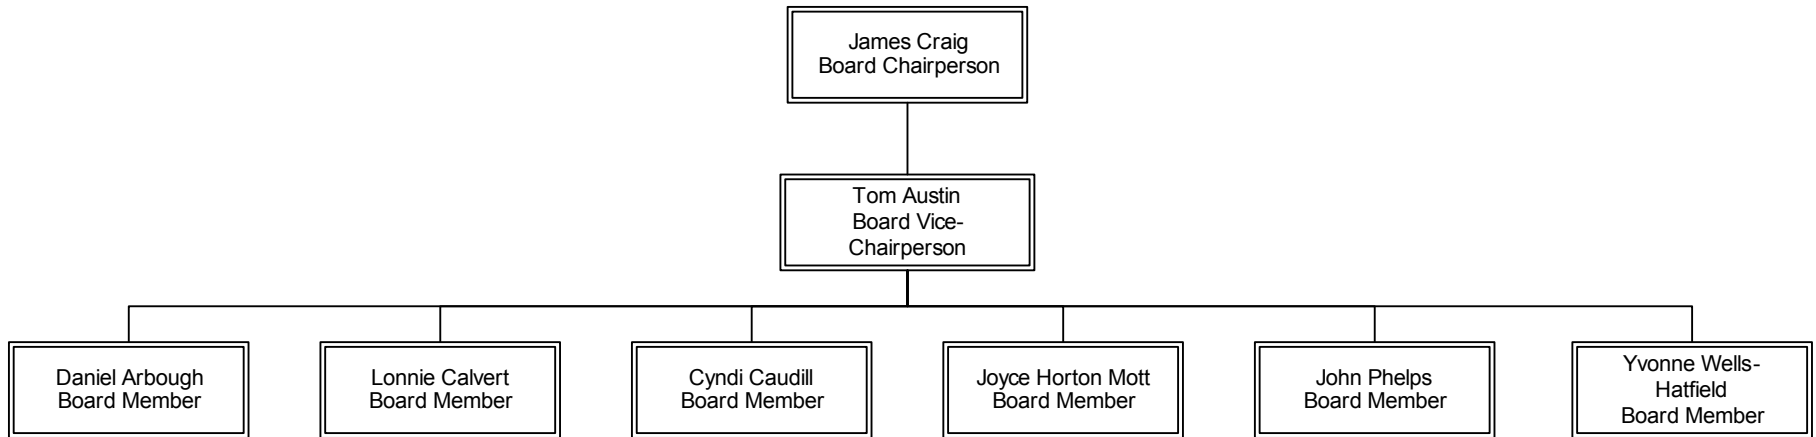 James Craig
Board Chairperson
Tom Austin
Board Vice-
Chairperson
Daniel Arbough
Board Member
Lonnie Calvert
Board Member
Cyndi Caudill
Board Member
Joyce Horton Mott
Board Member
John Phelps
Board Member
Yvonne Wells-
Hatfield
Board Member